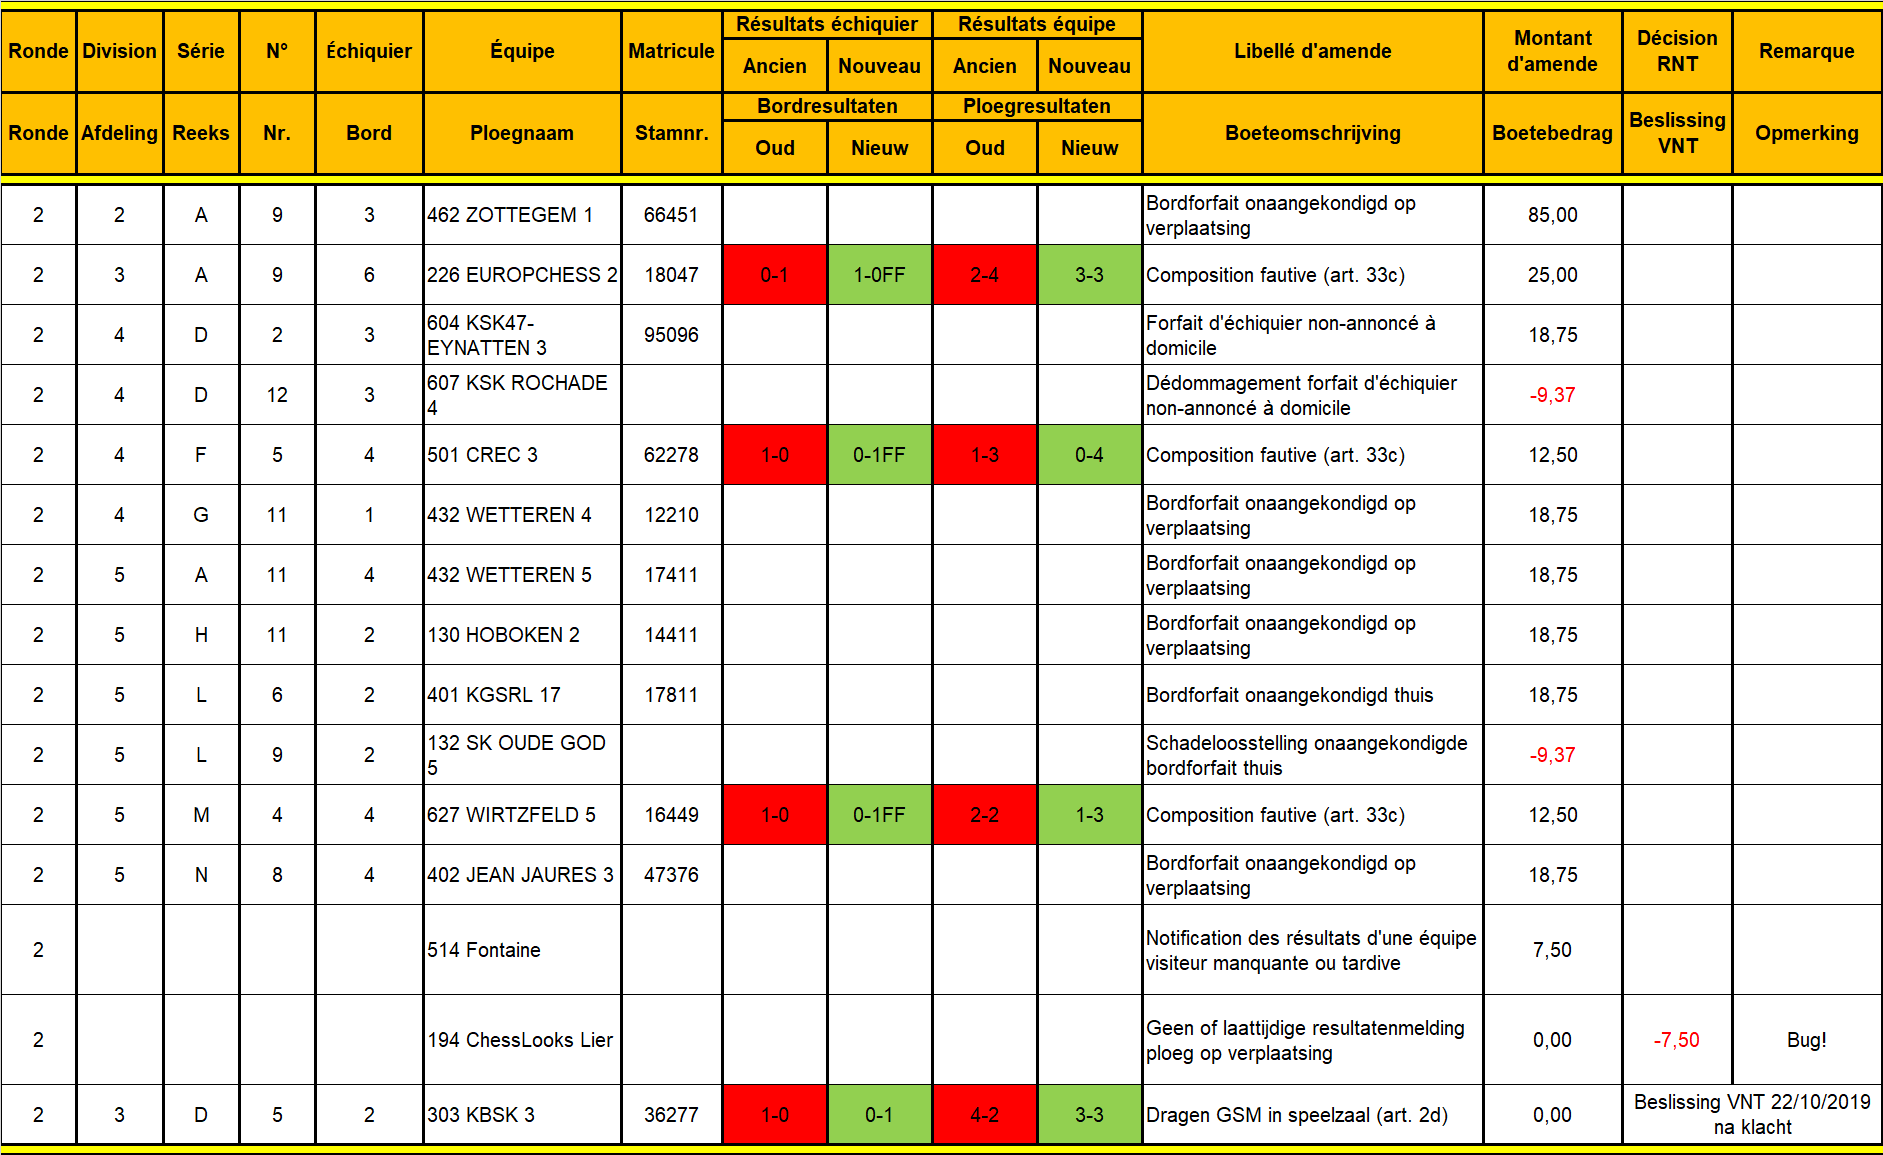 Ronde Division Série N° Échiquier Équipe Matricule Résultats échiquier Résultats équipe Libellé d'amende Montant d'amende Décision RNT Remarque
Ancien Nouveau Ancien Nouveau
Ronde Afdeling Reeks Nr. Bord Ploegnaam Stamnr. Bordresultaten Ploegresultaten Boeteomschrijving Boetebedrag Beslissing VNT Opmerking
Oud Nieuw Oud Nieuw
2 2 A 9 3 462 ZOTTEGEM 1 66451 Bordforfait onaangekondigd op
verplaatsing 85,00
2 3 A 9 6 226 EUROPCHESS 2 18047 0-1 1-0FF 2-4 3-3 Composition fautive (art. 33c) 25,00
2 4 D 2 3 604 KSK47-
EYNATTEN 3 95096 Forfait d'échiquier non-annoncé à
domicile 18,75
2 4 D 12 3 607 KSK ROCHADE
4 Dédommagement forfait d'échiquier
non-annoncé à domicile -9,37
2 4 F 5 4 501 CREC 3 62278 1-0 0-1FF 1-3 0-4 Composition fautive (art. 33c) 12,50
2 4 G 11 1 432 WETTEREN 4 12210 Bordforfait onaangekondigd op
verplaatsing 18,75
2 5 A 11 4 432 WETTEREN 5 17411 Bordforfait onaangekondigd op
verplaatsing 18,75
2 5 H 11 2 130 HOBOKEN 2 14411 Bordforfait onaangekondigd op
verplaatsing 18,75
2 5 L 6 2 401 KGSRL 17 17811 Bordforfait onaangekondigd thuis 18,75
2 5 L 9 2 132 SK OUDE GOD
5 Schadeloosstelling onaangekondigde
bordforfait thuis -9,37
2 5 M 4 4 627 WIRTZFELD 5 16449 1-0 0-1FF 2-2 1-3 Composition fautive (art. 33c) 12,50
2 5 N 8 4 402 JEAN JAURES 3 47376 Bordforfait onaangekondigd op
verplaatsing 18,75
2 514 Fontaine Notification des résultats d'une équipe
visiteur manquante ou tardive 7,50
2 194 ChessLooks Lier Geen of laattijdige resultatenmelding
ploeg op verplaatsing 0,00 -7,50 Bug!
2 3 D 5 2 303 KBSK 3 36277 1-0 0-1 4-2 3-3 Dragen GSM in speelzaal (art. 2d) 0,00 Beslissing VNT 22/10/2019
na klacht